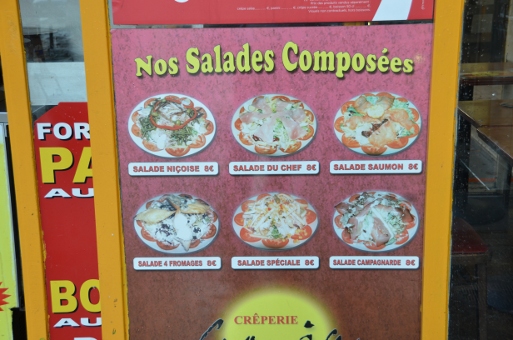 Nos Salades Composées
SALADE NIÇOISE 8€
SALADE DU CHEF 8€
SALADE SAUMON 8€
SALADE 4 FROMAGES 8€
SALADE SPÉCIALE 8€
SALADE CAMPAGNARDE 8€
CRÊPERIE
FOR
PA
AU
BO
AU